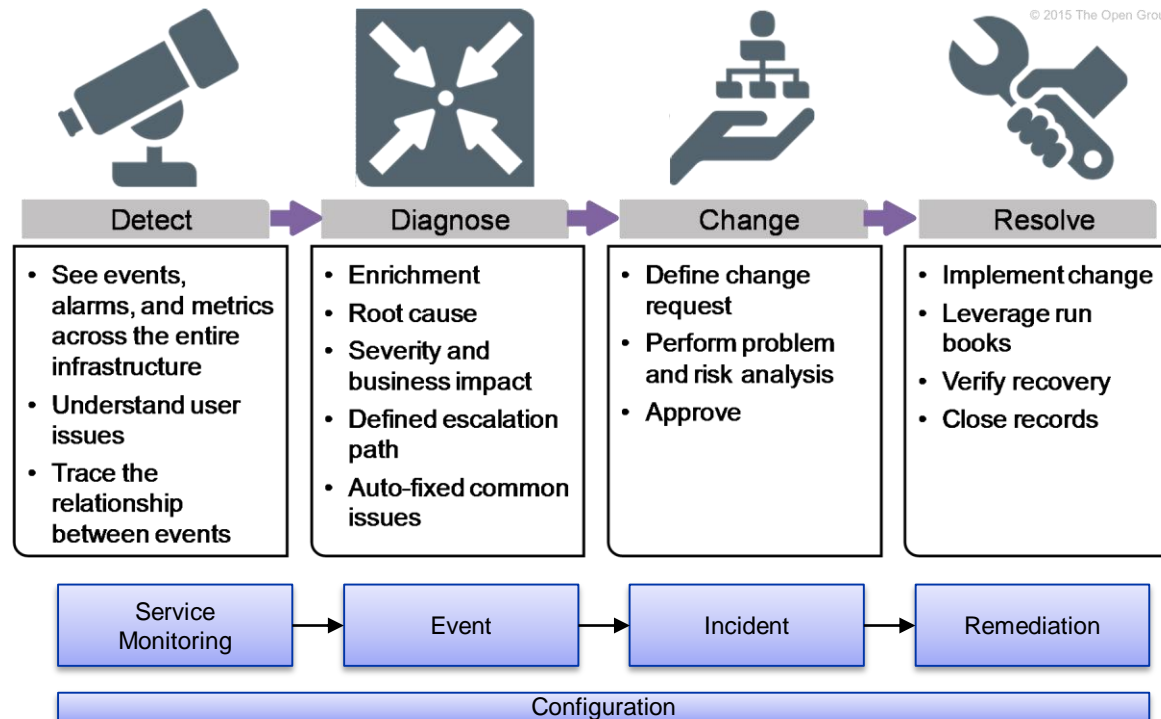 © 2015 The Open Grou
Detect
Diagnose
Change
Resolve
• See events,
alarms, and metrics
across the entire
infrastructure
• Understand user
issues
• Trace the
relationship
between events
• Enrichment
• Root cause
• Severity and
business impact
• Defined escalation
path
• Auto-fixed common
issues
• Define change
request
• Perform problem
and risk analysis
• Approve
• Implement change
• Leverage run
books
• Verify recovery
• Close records
Service
Monitoring
Event
Incident
Remediation
Configuration